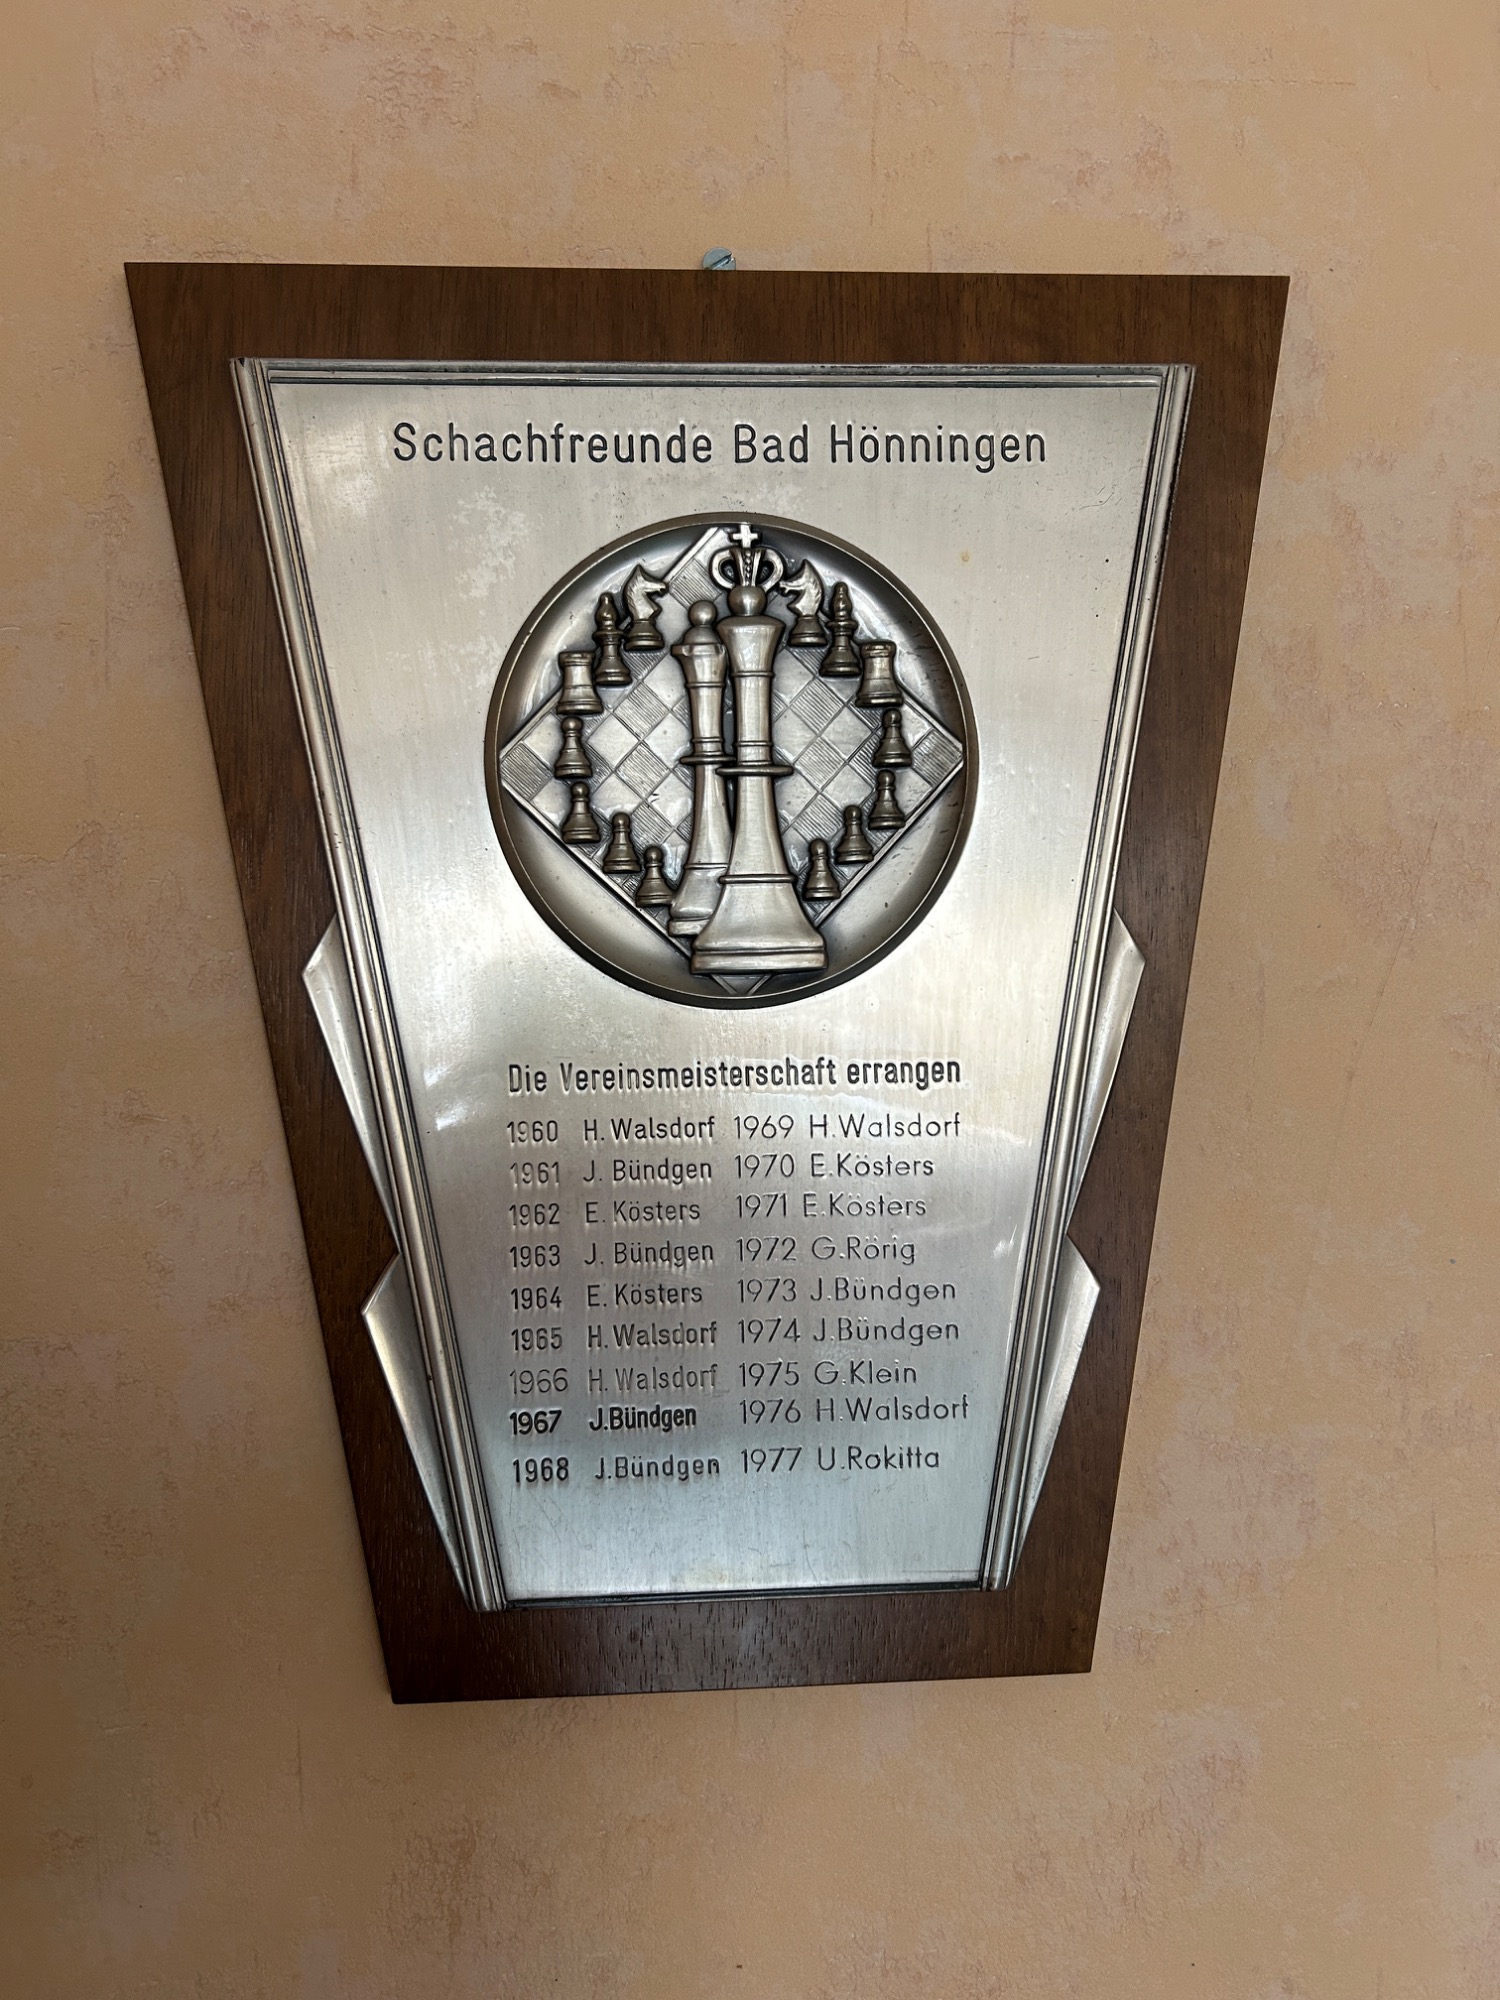 Schachfreunde Bad Hönningen
Die Vereinsmeisterschaft errangen
1960 H. Walsdorf 1969 H.Walsdorf
1961 J. Bündgen 1970 E.Kösters
1962 E. Kösters 1971 E.Kösters
1963 J. Bündgen 1972 G.Rörig
1964 E. Kösters 1973 J.Bündgen
1965 H. Walsdorf 1974 J.Bündgen
1966 H. Walsdorf 1975 G.Klein
1967 J.Bündgen 1976 H.Walsdorf
1968 J.Bündgen 1977 U.Rokitta